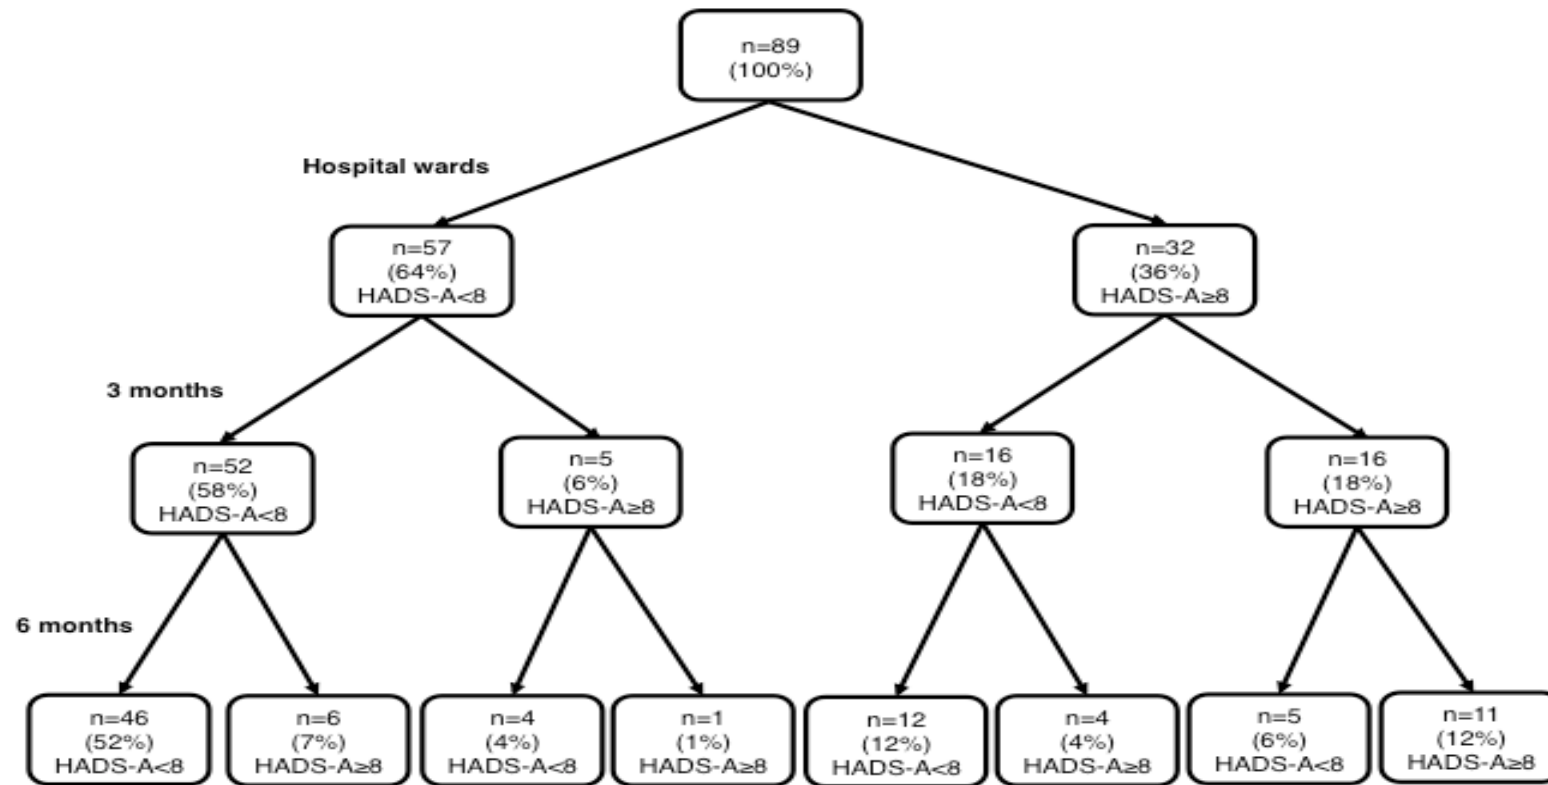 n=89
(100%)
Hospital wards
n=57
(64%)
HADS-A<8
n=32
(36%)
HADS-A≥8
3 months
n=52
(58%)
HADS-A<8
n=5
(6%)
HADS-A≥8
n=16
(18%)
HADS-A<8
n=16
(18%)
HADS-A≥8
6 months
n=46
(52%)
HADS-A<8
n=6
(7%)
HADS-A≥8
n=4
(4%)
HADS-A<8
n=1
(1%)
HADS-A≥8
n=12
(12%)
HADS-A<8
n=4
(4%)
HADS-A≥8
n=5
(6%)
HADS-A<8
n=11
(12%)
HADS-A≥8